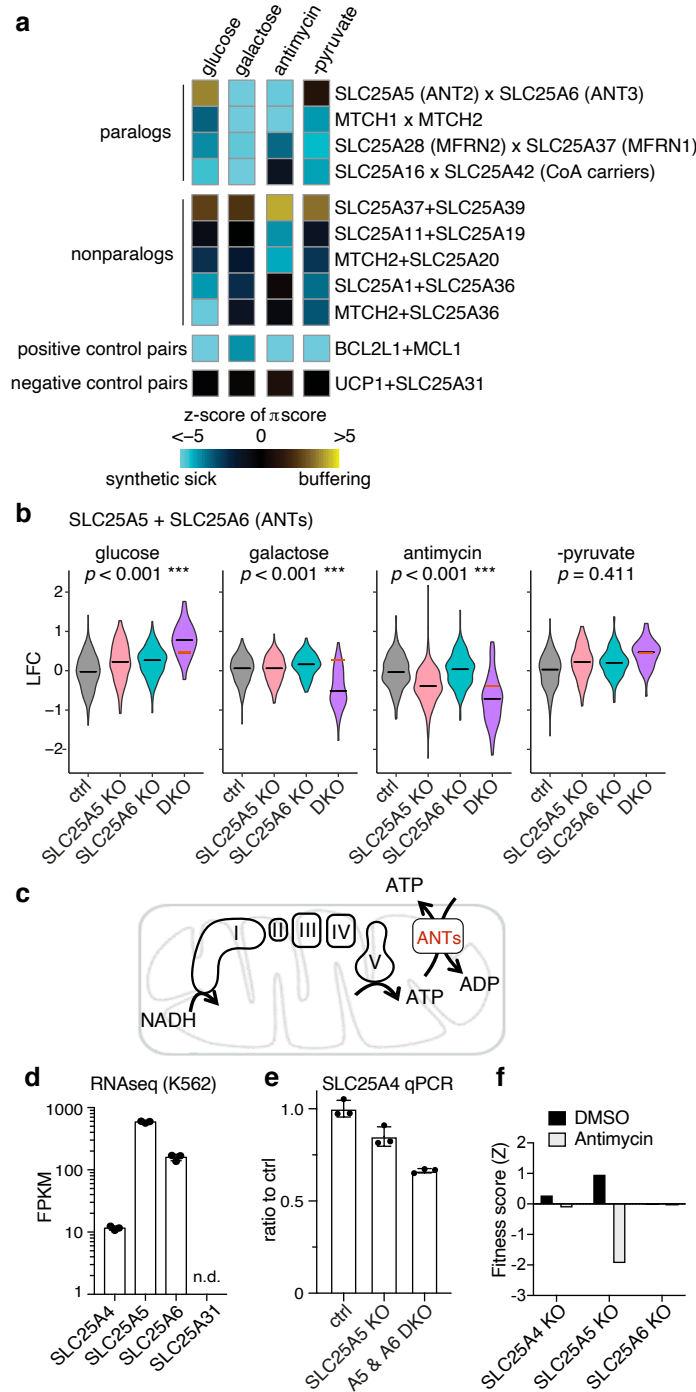 a
glucose
galactose
antimycin
-pyruvate
paralogs
SLC25A5 (ANT2) x SLC25A6 (ANT3)
MTCH1 x MTCH2
SLC25A28 (MFRN2) x SLC25A37 (MFRN1)
SLC25A16 x SLC25A42 (CoA carriers)
nonparalogs
SLC25A37+SLC25A39
SLC25A11+SLC25A19
MTCH2+SLC25A20
SLC25A1+SLC25A36
MTCH2+SLC25A36
positive control pairs
BCL2L1+MCL1
negative control pairs
UCP1+SLC25A31
z-score of π score
<−5 0 >5
synthetic sick buffering
b
SLC25A5 + SLC25A6 (ANTs)
glucose galactose antimycin -pyruvate
p < 0.001 *** p < 0.001 *** p < 0.001 *** p = 0.411
LFC
2
1
0
−1
−2
ctrl SLC25A5 KO SLC25A6 KO DKO
ctrl SLC25A5 KO SLC25A6 KO DKO
ctrl SLC25A5 KO SLC25A6 KO DKO
ctrl SLC25A5 KO SLC25A6 KO DKO
c
ATP
I II III IV V ANTs
NADH ATP ADP
d
RNAseq (K562)
FPKM
1000
100
10
1
n.d.
SLC25A4 SLC25A5 SLC25A6 SLC25A31
e
SLC25A4 qPCR
ratio to ctrl
1.0
0.5
0
ctrl SLC25A5 KO A5 & A6 DKO
f
DMSO
Antimycin
Fitness score (Z)
2
1
0
-1
-2
-3
SLC25A4 KO SLC25A5 KO SLC25A6 KO